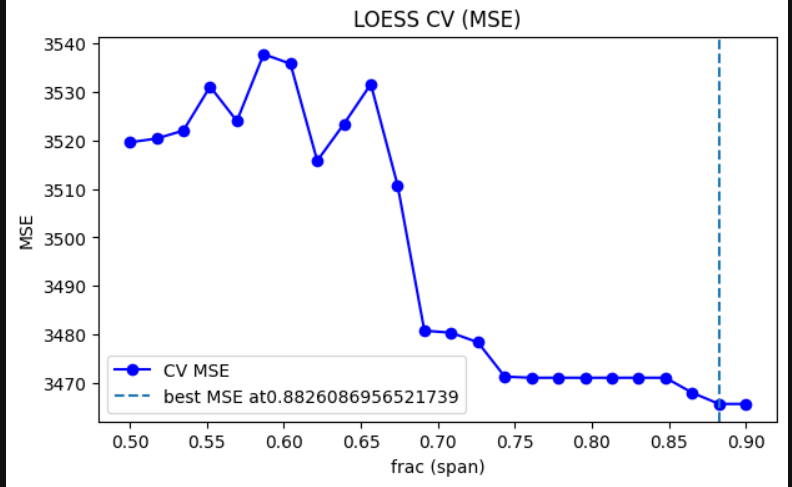 LOESS CV (MSE)
3540
3530
3520
3510
3500
3490
3480
3470
MSE
CV MSE
best MSE at0.8826086956521739
0.50 0.55 0.60 0.65 0.70 0.75 0.80 0.85 0.90
frac (span)